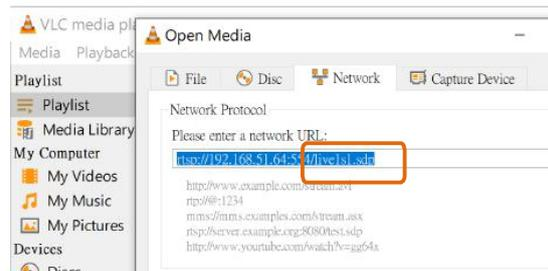 VLC media pla
Media Playback
Playlist
Playlist
Media Library
My Computer
My Videos
My Music
My Pictures
Devices
Discs
Open Media
File Disc Network Capture Device
Network Protocol
Please enter a network URL:
rtsp://192.168.51.64:554/live1s1.sdp
http://www.example.com/stream.avi
rtp://@:1234
mms://mms.examples.com/stream.asx
rtsp://server.example.org:8080/test.sdp
http://www.yourtube.com/watch?v=gg64x